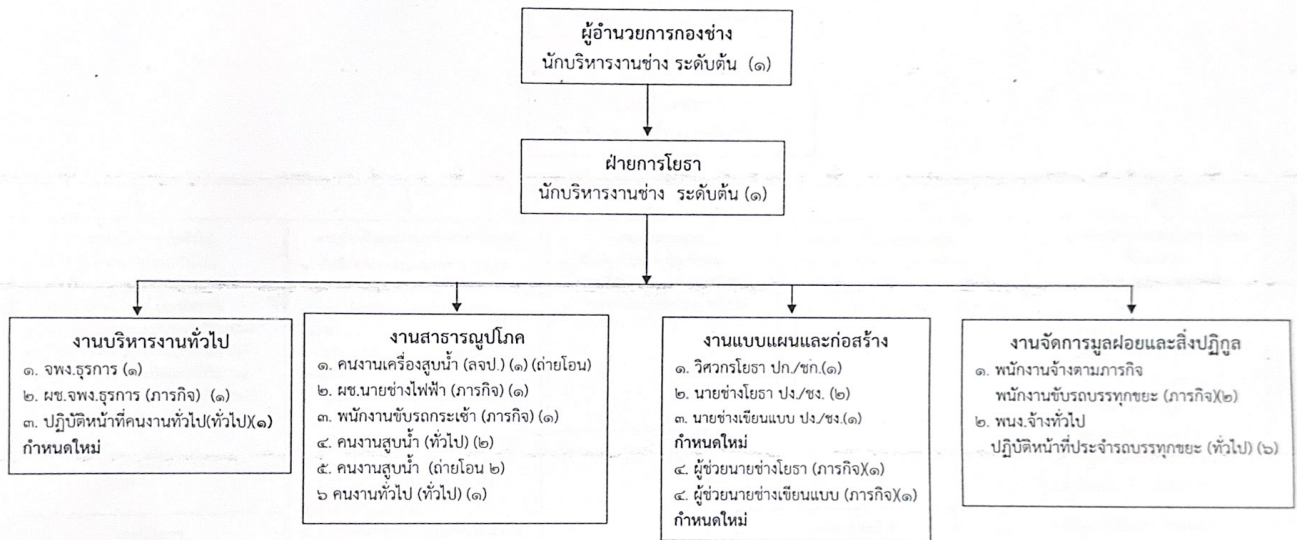 ผู้อำนวยการกองช่าง
นักบริหารงานช่าง ระดับต้น (๑)
ฝ่ายการโยธา
นักบริหารงานช่าง ระดับต้น (๑)
งานบริหารงานทั่วไป
๑. จพง.ธุรการ (๑)
๒. ผช.จพง.ธุรการ (ภารกิจ) (๑)
๓. ปฏิบัติหน้าที่คนงานทั่วไป(ทั่วไป)(๑)
กำหนดใหม่
งานสาธารณูปโภค
๑. คนงานเครื่องสูบน้ำ (ลจป.) (๑) (ถ่ายโอน)
๒. ผช.นายช่างไฟฟ้า (ภารกิจ) (๑)
๓. พนักงานขับรถกระเช้า (ภารกิจ) (๑)
๔. คนงานสูบน้ำ (ทั่วไป) (๒)
๕. คนงานสูบน้ำ (ถ่ายโอน ๒)
๖ คนงานทั่วไป (ทั่วไป) (๑)
งานแบบแผนและก่อสร้าง
๑. วิศวกรโยธา ปก./ชก.(๑)
๒. นายช่างโยธา ปง./ชง. (๒)
๓. นายช่างเขียนแบบ ปง./ชง.(๑)
กำหนดใหม่
๔. ผู้ช่วยนายช่างโยธา (ภารกิจ)(๑)
๔. ผู้ช่วยนายช่างเขียนแบบ (ภารกิจ)(๑)
กำหนดใหม่
งานจัดการมูลฝอยและสิ่งปฏิกูล
๑. พนักงานจ้างตามภารกิจ
พนักงานขับรถบรรทุกขยะ (ภารกิจ)(๒)
๒. พนง.จ้างทั่วไป
ปฏิบัติหน้าที่ประจำรถบรรทุกขยะ (ทั่วไป) (๖)